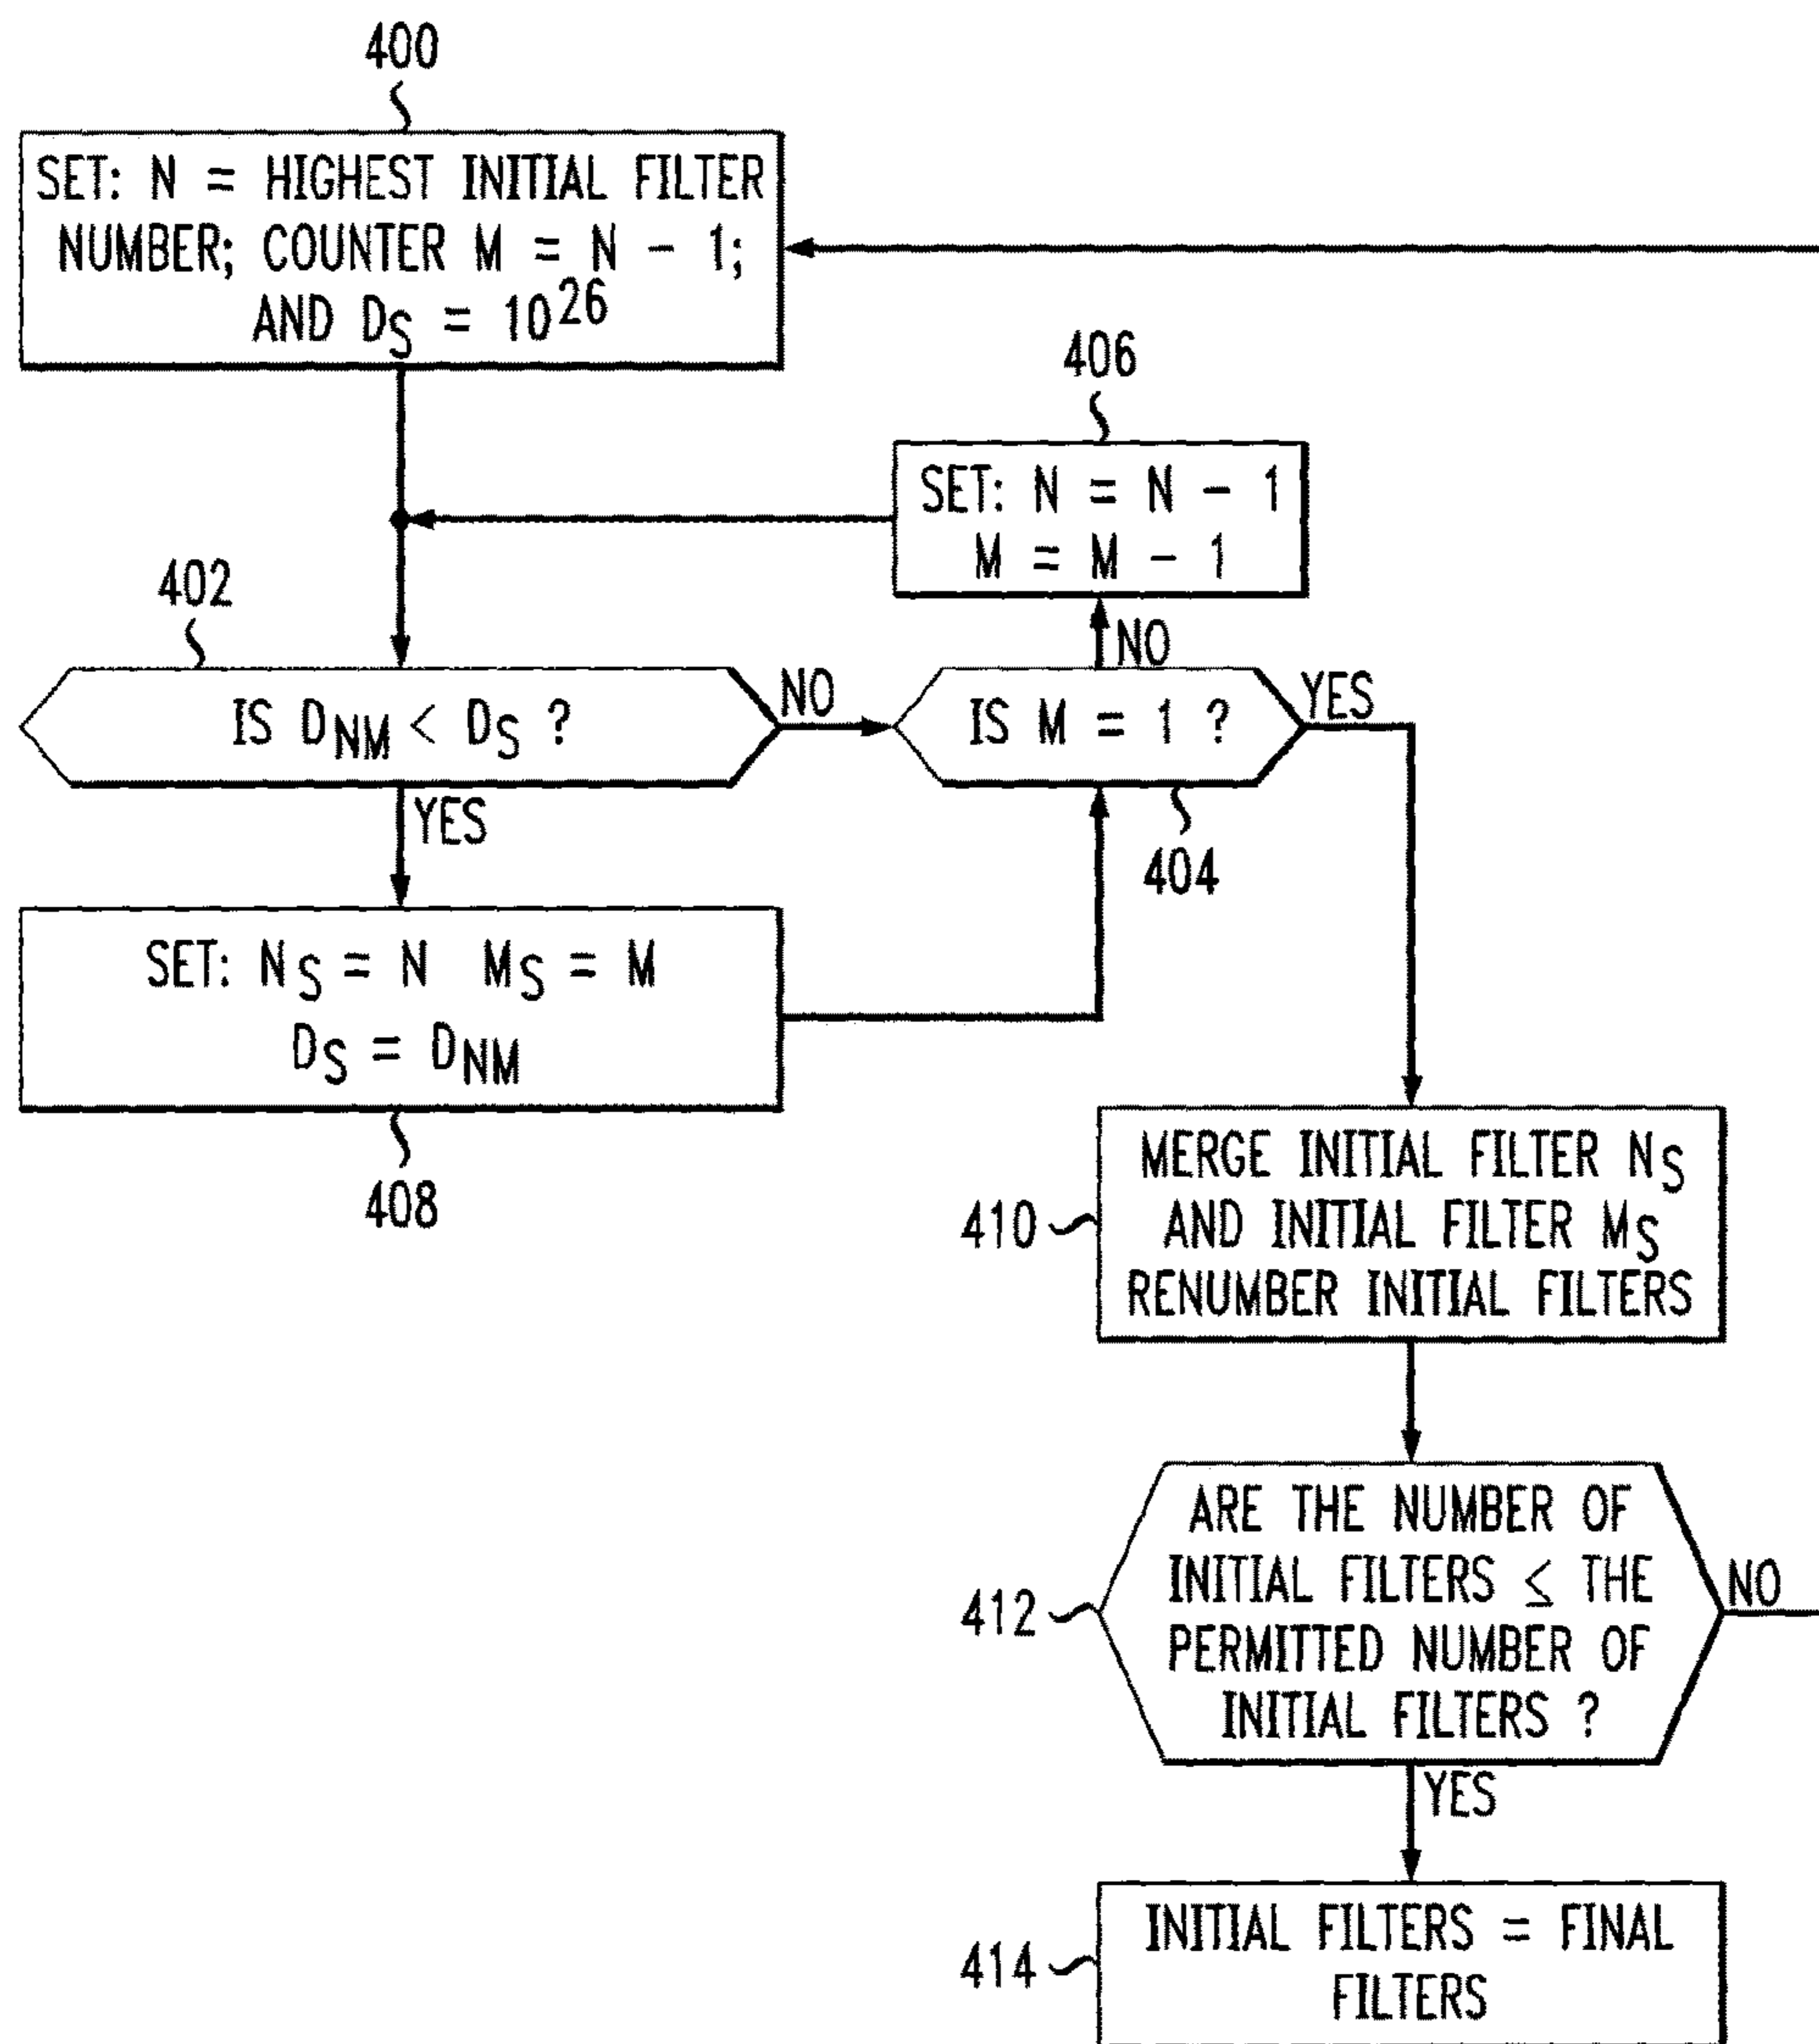 400
SET: N = HIGHEST INITIAL FILTER
NUMBER; COUNTER M = N - 1;
AND DS = 10^26
406
SET: N = N - 1
M = M - 1
402
NO
IS DNM < DS ?
NO
IS M = 1 ?
YES
YES
404
SET: NS = N MS = M
DS = DNM
408
MERGE INITIAL FILTER NS
410
AND INITIAL FILTER MS
RENUMBER INITIAL FILTERS
ARE THE NUMBER OF
INITIAL FILTERS ≤ THE
NO
412
PERMITTED NUMBER OF
INITIAL FILTERS ?
YES
INITIAL FILTERS = FINAL
414
FILTERS